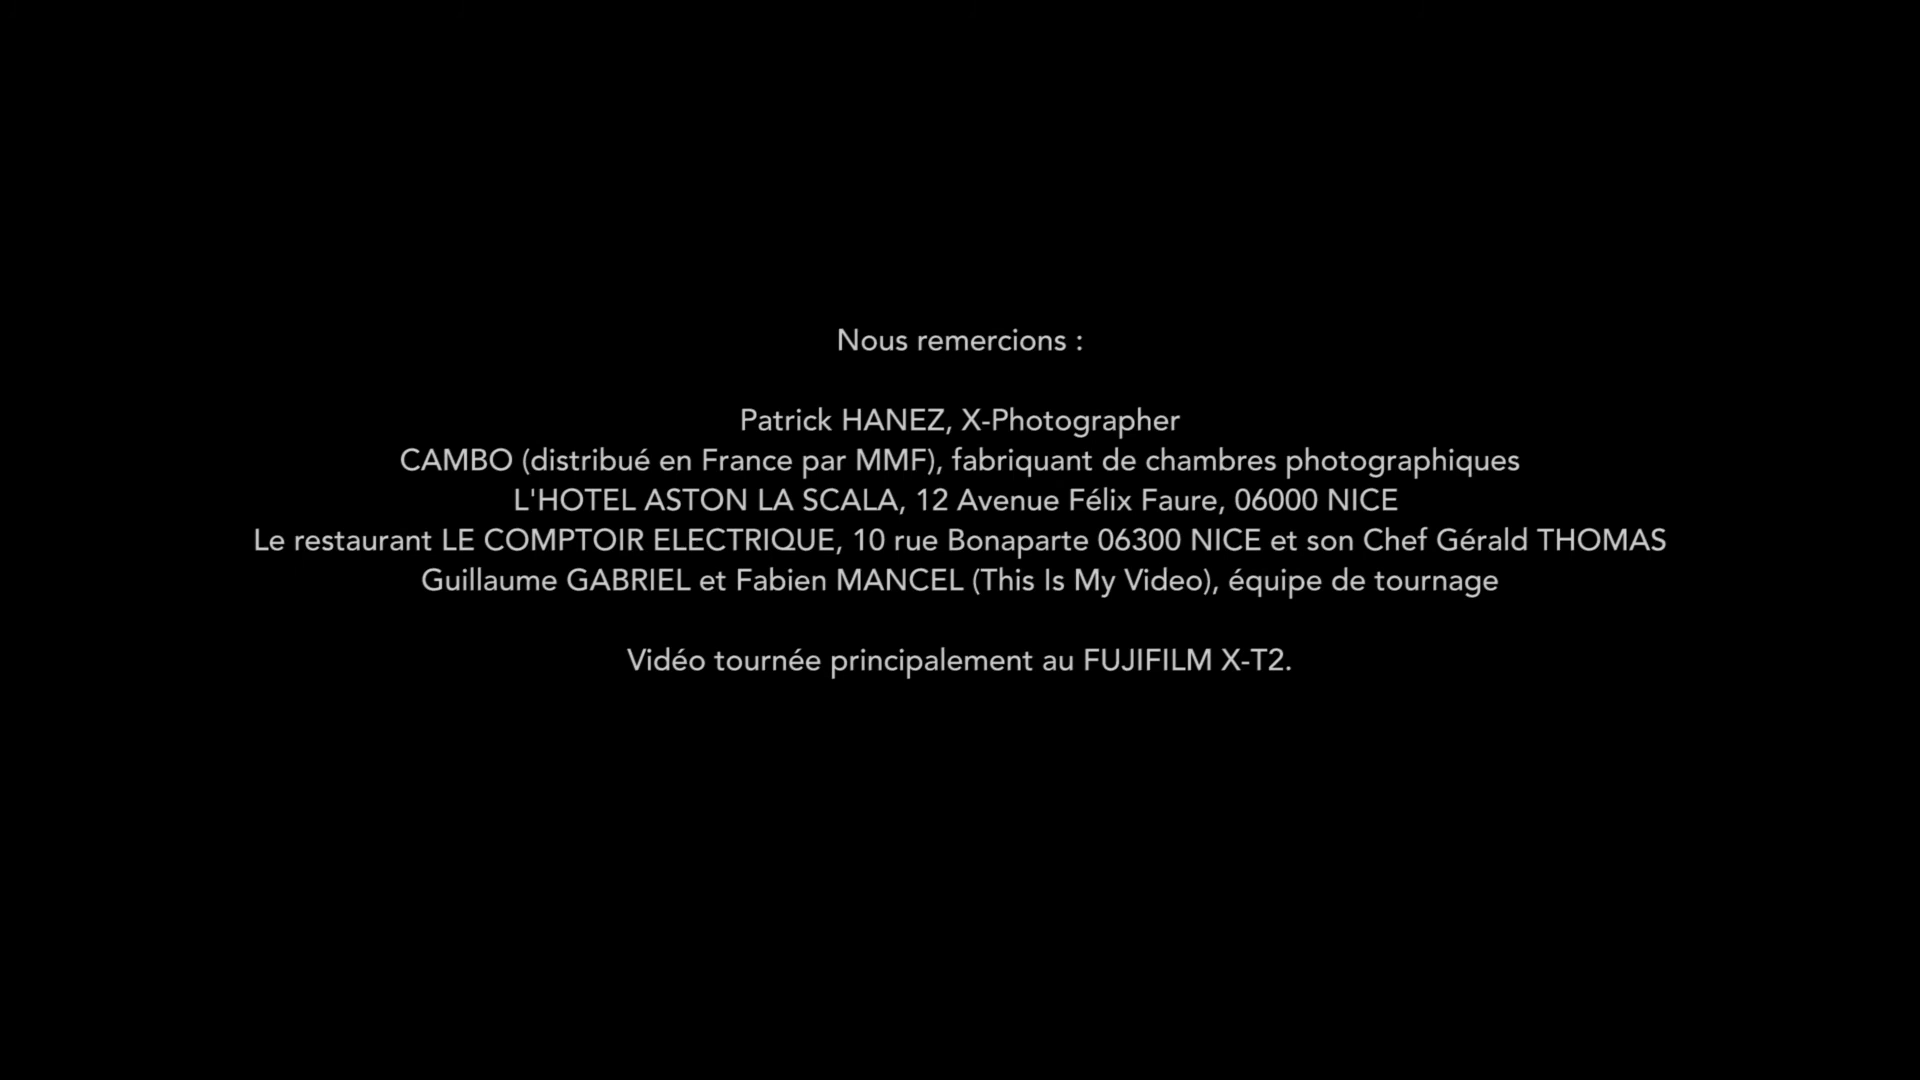 Nous remercions :
Patrick HANEZ, X-Photographer
CAMBO (distribué en France par MMF), fabriquant de chambres photographiques
L'HOTEL ASTON LA SCALA, 12 Avenue Félix Faure, 06000 NICE
Le restaurant LE COMPTOIR ELECTRIQUE, 10 rue Bonaparte 06300 NICE et son Chef Gérald THOMAS
Guillaume GABRIEL et Fabien MANCEL (This Is My Video), équipe de tournage
Vidéo tournée principalement au FUJIFILM X-T2.